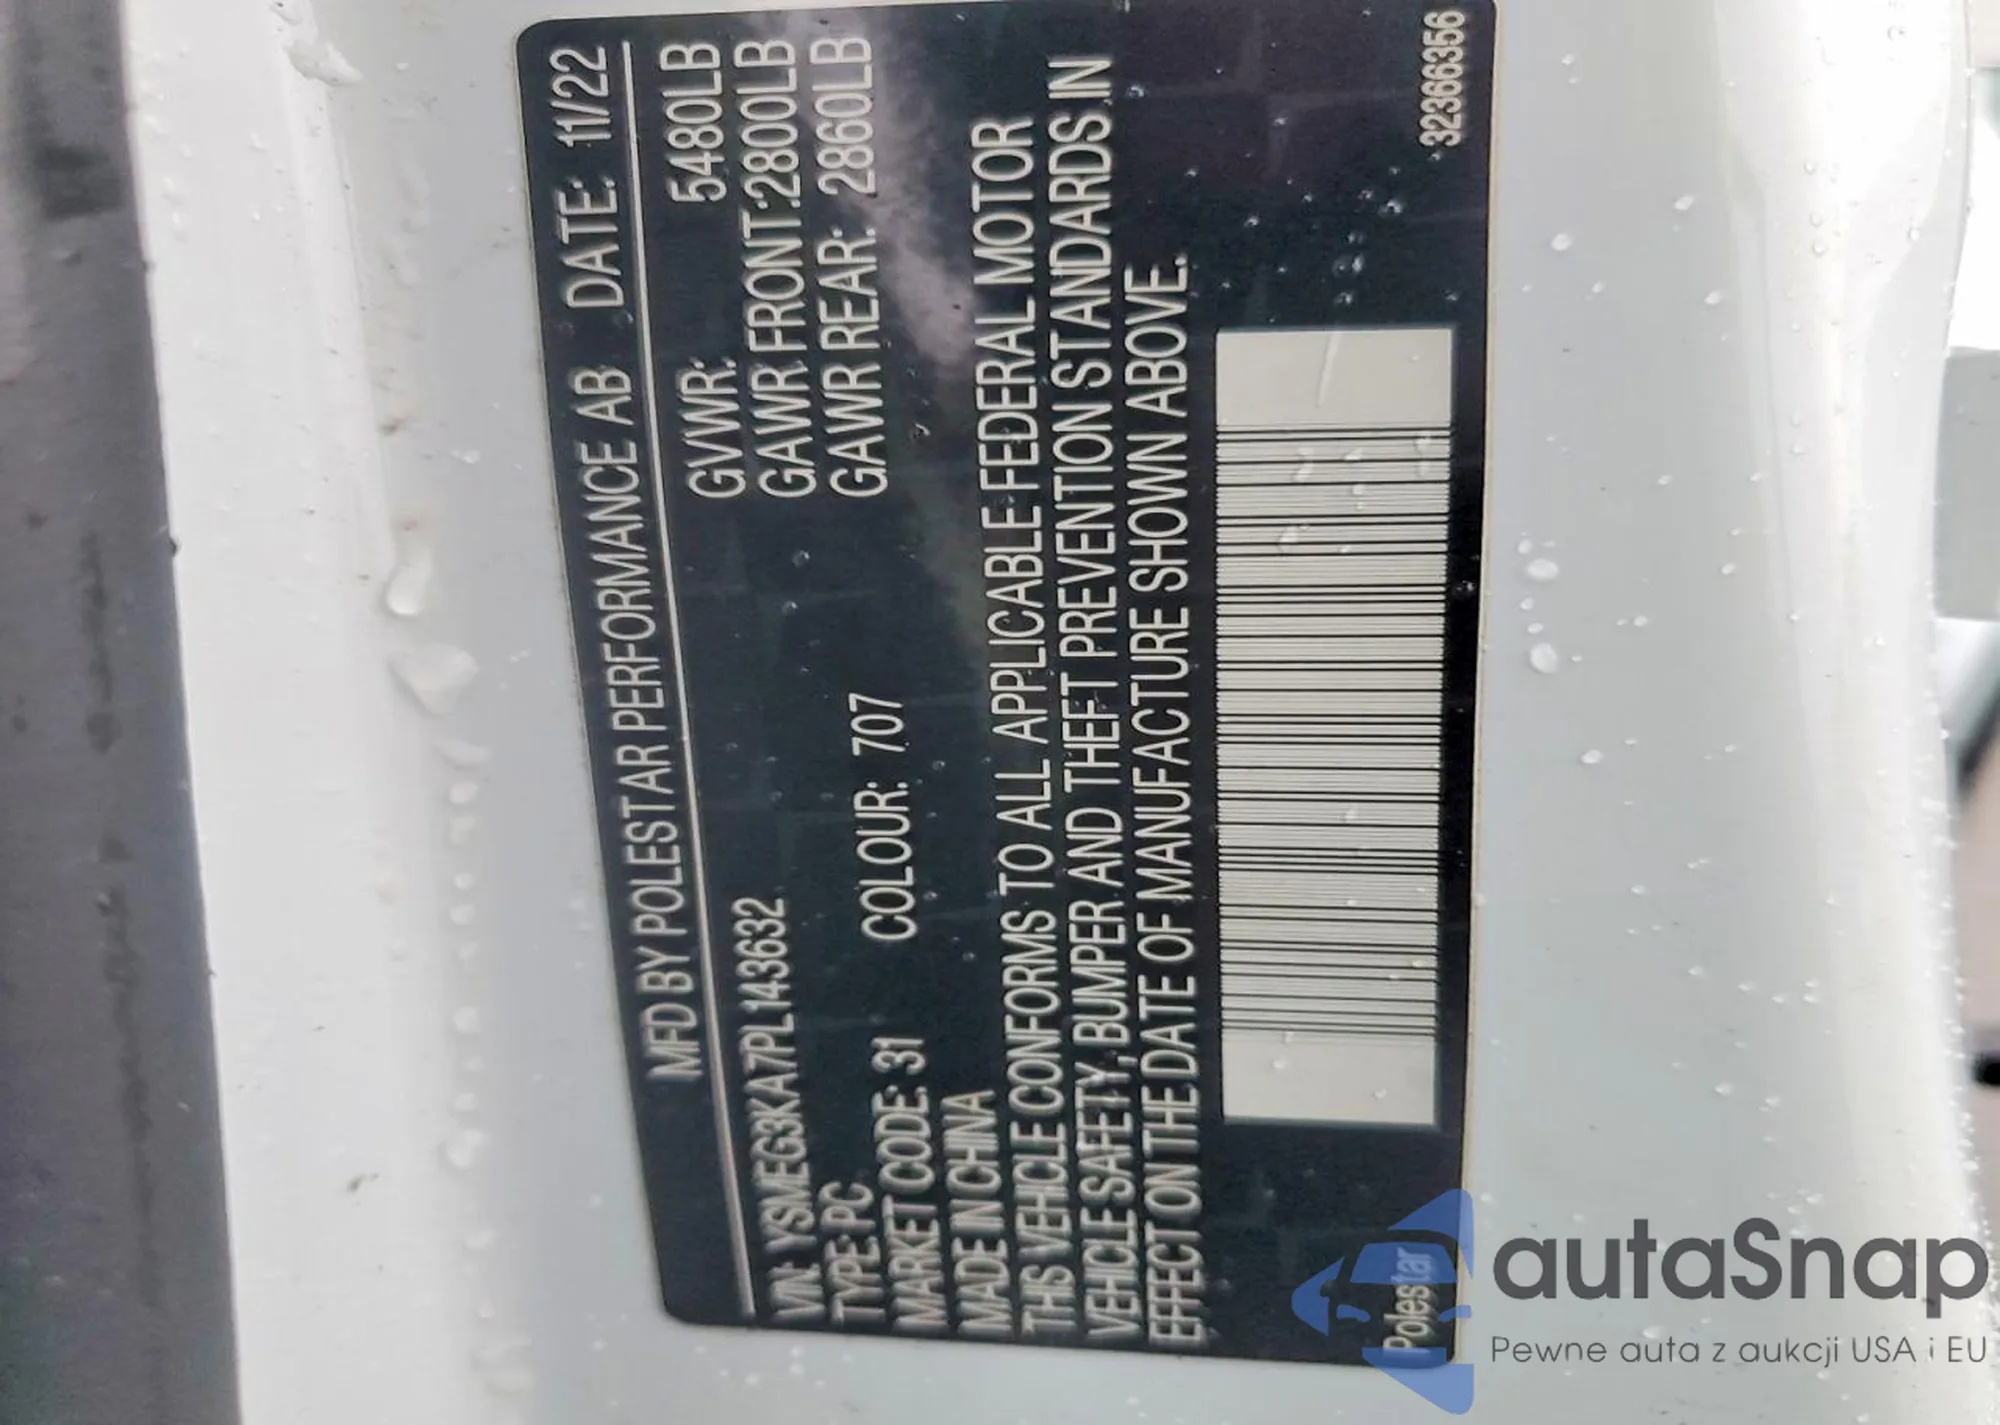 MFD BY POLESTAR PERFORMANCE AB DATE: 11/22
VIN: YSMEG3KA7PL143632
GVWR: 5480LB
TYPE: PC
GAWR FRONT:2800LB
MARKET CODE: 31 COLOUR: 707
GAWR REAR: 2860LB
MADE IN CHINA
THIS VEHICLE CONFORMS TO ALL APPLICABLE FEDERAL MOTOR
VEHICLE SAFETY, BUMPER AND THEFT PREVENTION STANDARDS IN
EFFECT ON THE DATE OF MANUFACTURE SHOWN ABOVE.
Polestar
32366356
autaSnap
Pewne auta z aukcji USA i EU